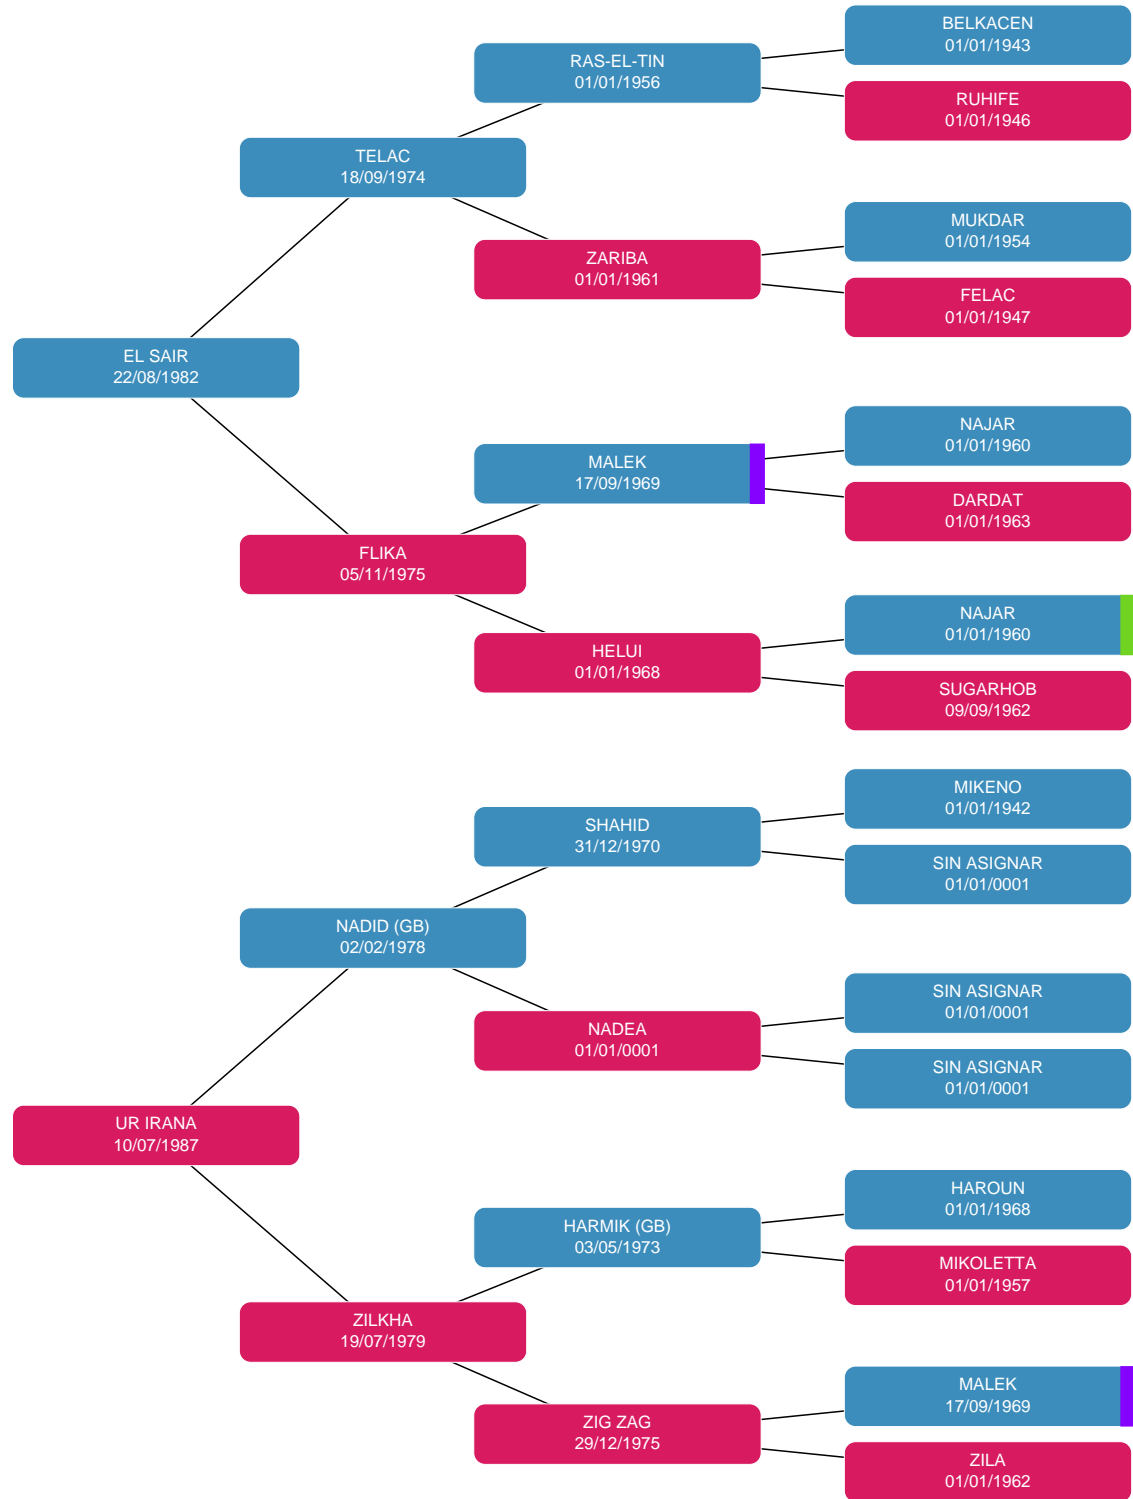 BELKACEN
01/01/1943
RAS-EL-TIN
01/01/1956
RUHIFE
01/01/1946
TELAC
18/09/1974
MUKDAR
01/01/1954
ZARIBA
01/01/1961
FELAC
01/01/1947
EL SAIR
22/08/1982
NAJAR
01/01/1960
MALEK
17/09/1969
DARDAT
01/01/1963
FLIKA
05/11/1975
NAJAR
01/01/1960
HELUI
01/01/1968
SUGARHOB
09/09/1962
MIKENO
01/01/1942
SHAHID
31/12/1970
SIN ASIGNAR
01/01/0001
NADID (GB)
02/02/1978
SIN ASIGNAR
01/01/0001
NADEA
01/01/0001
SIN ASIGNAR
01/01/0001
UR IRANA
10/07/1987
HAROUN
01/01/1968
HARMIK (GB)
03/05/1973
MIKOLETTA
01/01/1957
ZILKHA
19/07/1979
MALEK
17/09/1969
ZIG ZAG
29/12/1975
ZILA
01/01/1962